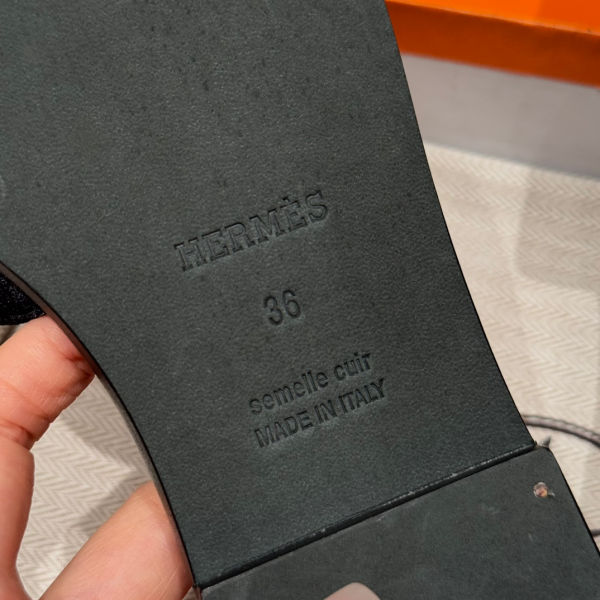 HERMÈS
36
semelle cuir
MADE IN ITALY